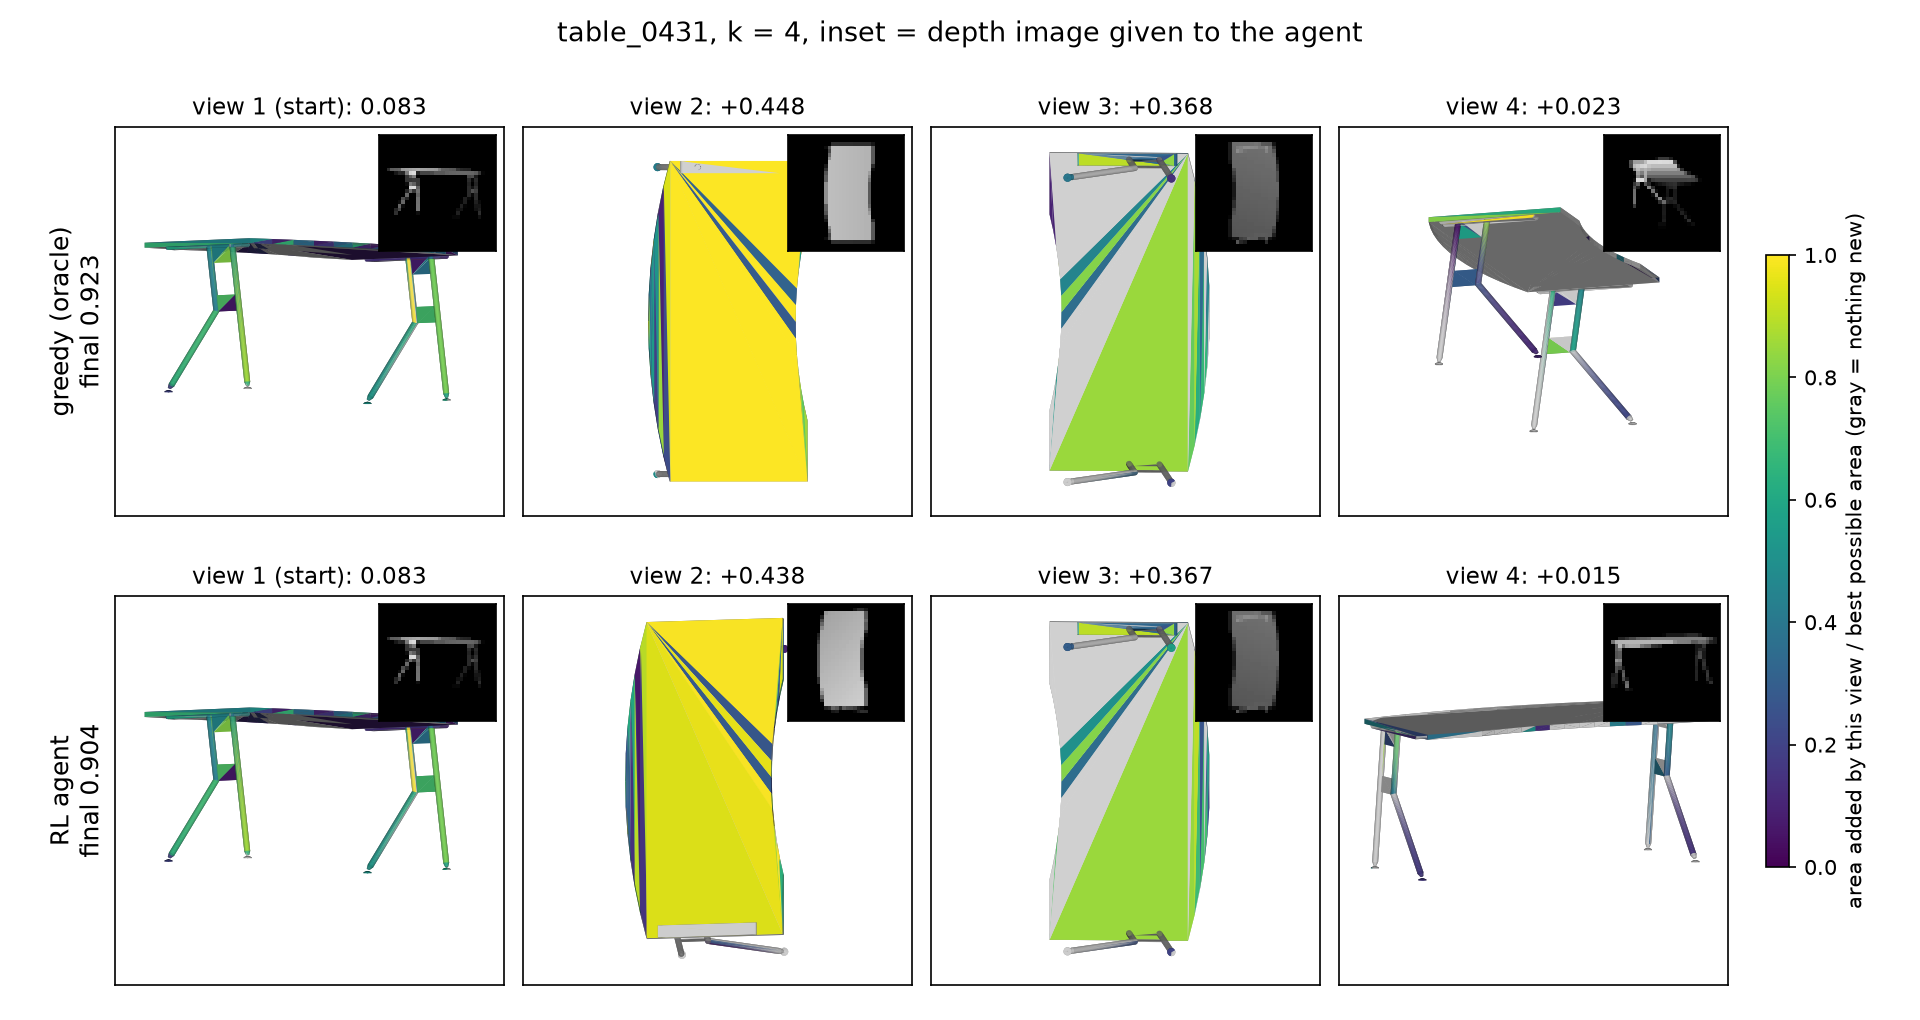 table_0431, k = 4, inset = depth image given to the agent
view 1 (start): 0.083
view 2: +0.448
view 3: +0.368
view 4: +0.023
greedy (oracle)
final 0.923
view 1 (start): 0.083
view 2: +0.438
view 3: +0.367
view 4: +0.015
RL agent
final 0.904
1.0
0.8
0.6
0.4
0.2
0.0
area added by this view / best possible area (gray = nothing new)